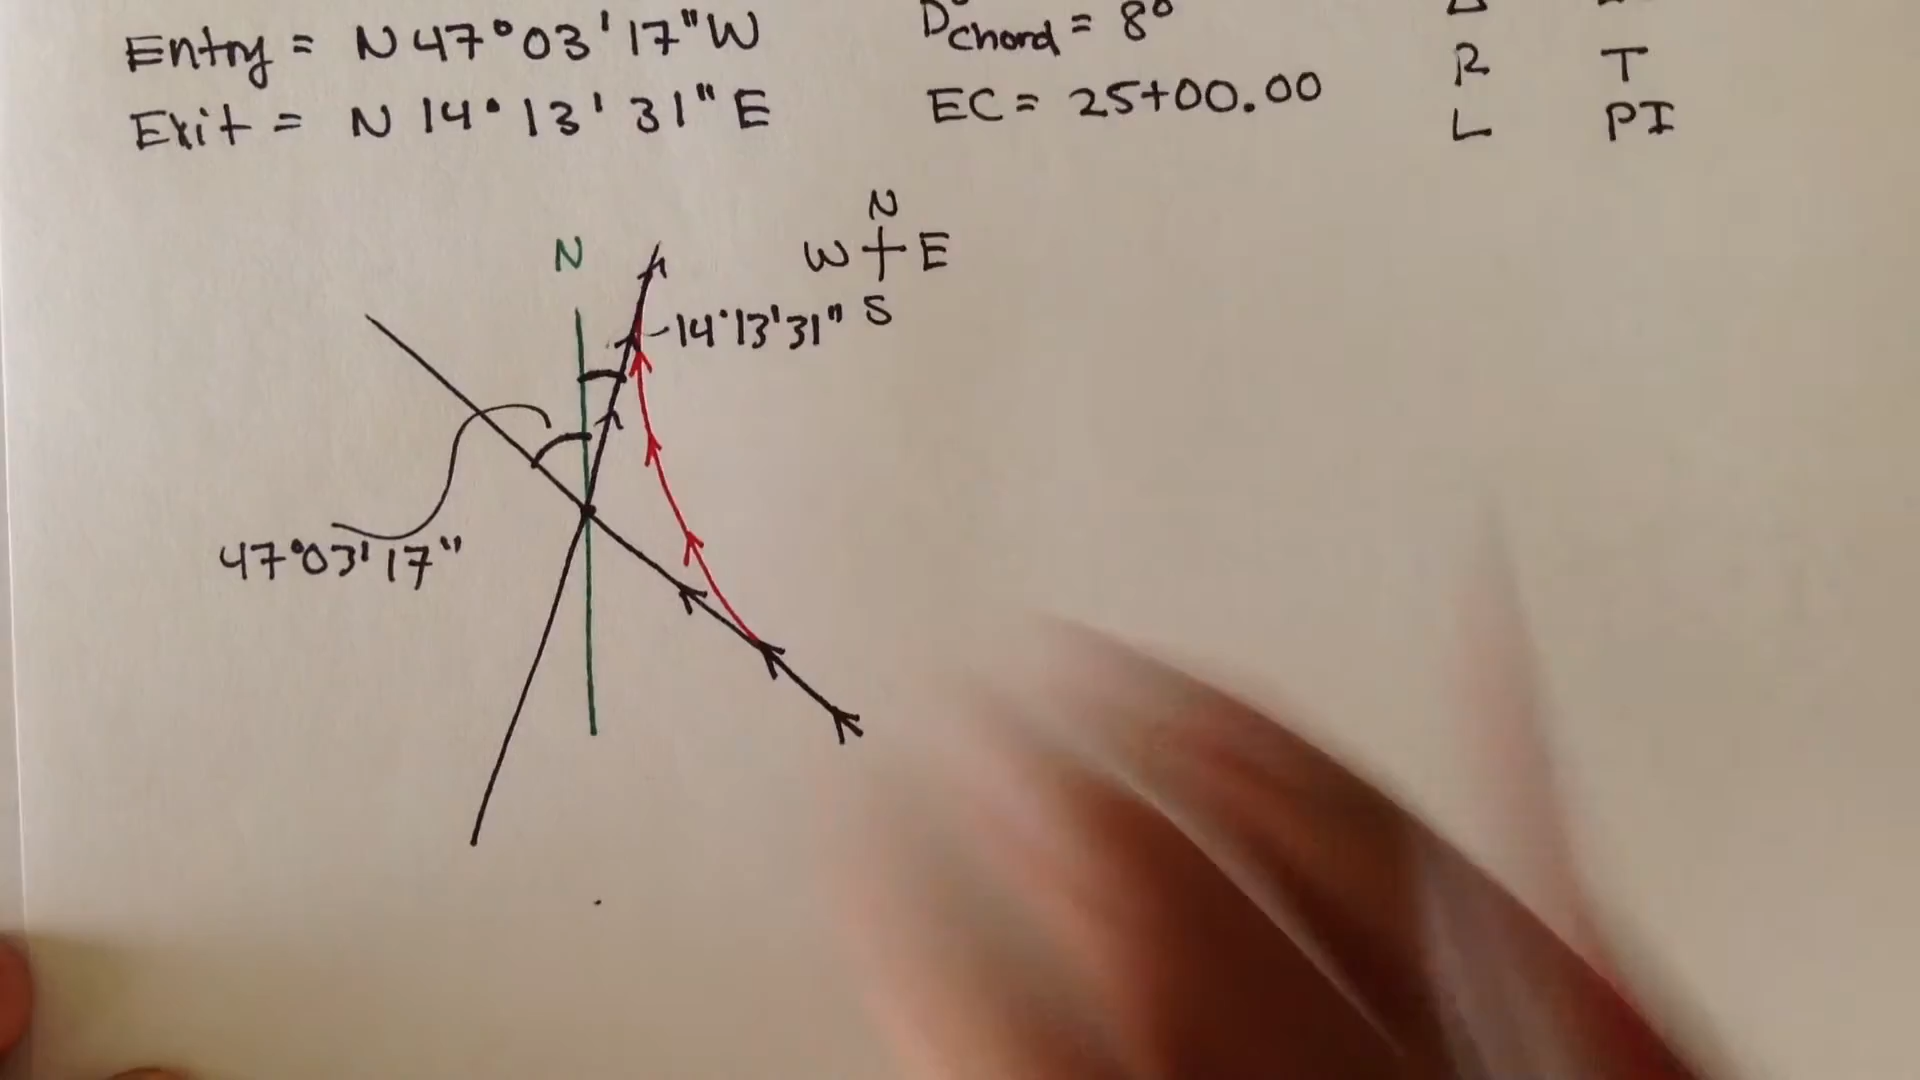 Entry = N 47°03'17" W
Exit = N 14°13'31" E
Dchord = 8°
EC = 25+00.00
R T
L PI
N
N
W E
S
14°13'31"
47°03'17"